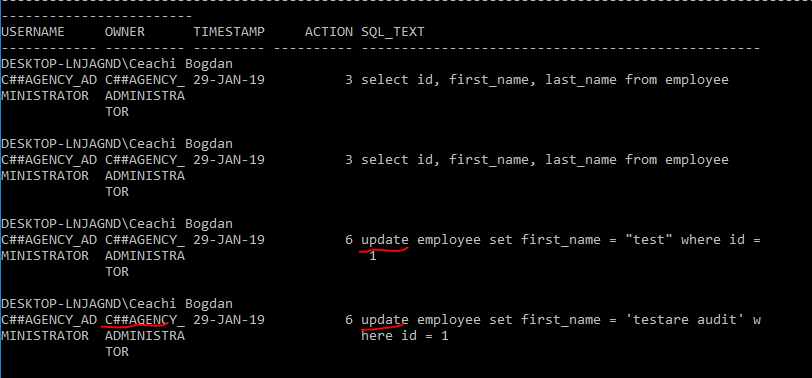 USERNAME OWNER TIMESTAMP ACTION SQL_TEXT
DESKTOP-LNJAGND\Ceachi Bogdan
C##AGENCY_AD C##AGENCY_ 29-JAN-19 3 select id, first_name, last_name from employee
MINISTRATOR ADMINISTRA
TOR
DESKTOP-LNJAGND\Ceachi Bogdan
C##AGENCY_AD C##AGENCY_ 29-JAN-19 3 select id, first_name, last_name from employee
MINISTRATOR ADMINISTRA
TOR
DESKTOP-LNJAGND\Ceachi Bogdan
C##AGENCY_AD C##AGENCY_ 29-JAN-19 6 update employee set first_name = "test" where id =
MINISTRATOR ADMINISTRA 1
TOR
DESKTOP-LNJAGND\Ceachi Bogdan
C##AGENCY_AD C##AGENCY_ 29-JAN-19 6 update employee set first_name = 'testare audit' w
MINISTRATOR ADMINISTRA here id = 1
TOR